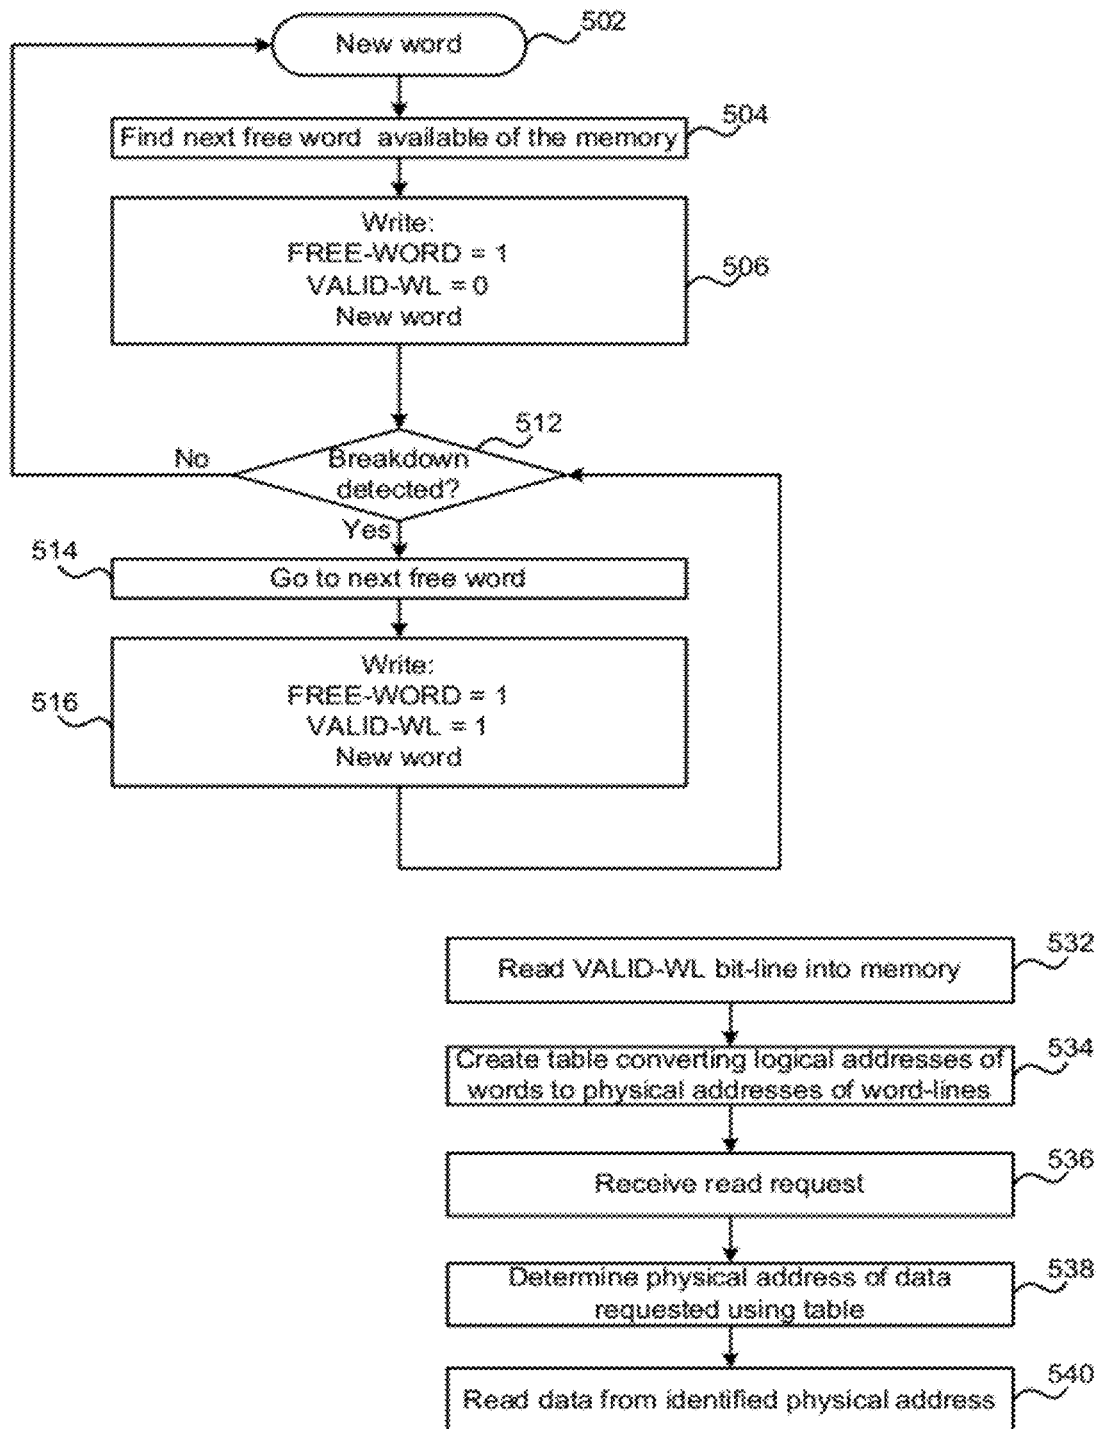 New word
502
Find next free word available of the memory
504
Write:
FREE-WORD = 1
VALID-WL = 0
New word
506
512
No
Breakdown
detected?
Yes
514
Go to next free word
Write:
FREE-WORD = 1
VALID-WL = 1
New word
516
Read VALID-WL bit-line into memory
532
Create table converting logical addresses of
words to physical addresses of word-lines
534
Receive read request
536
Determine physical address of data
requested using table
538
Read data from identified physical address
540